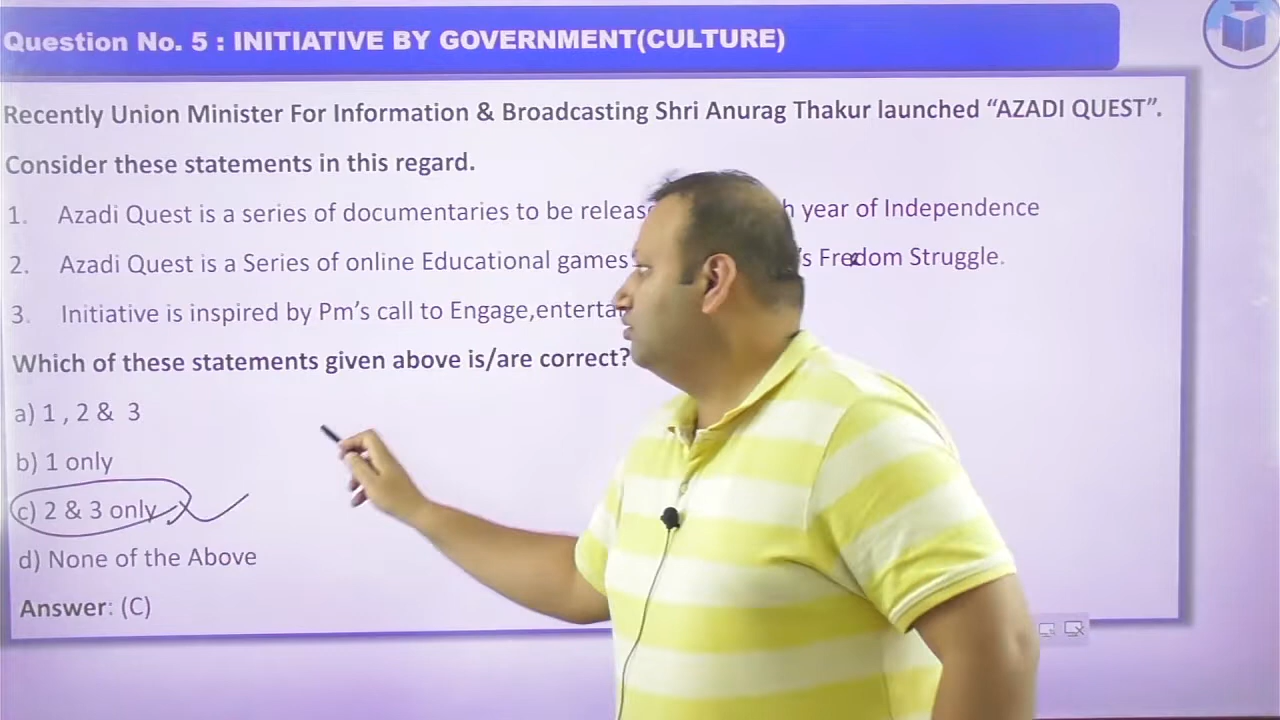 Question No. 5 : INITIATIVE BY GOVERNMENT(CULTURE)
Recently Union Minister For Information & Broadcasting Shri Anurag Thakur launched “AZADI QUEST”.
Consider these statements in this regard.
1. Azadi Quest is a series of documentaries to be year of Independence
2. Azadi Quest is a Series of online Educational games Fredom Struggle.
3. Initiative is inspired by Pm’s call to Engage,
Which of these statements given above is/are correct?
a) 1 , 2 & 3
b) 1 only
c) 2 & 3 only
d) None of the Above
Answer: (C)